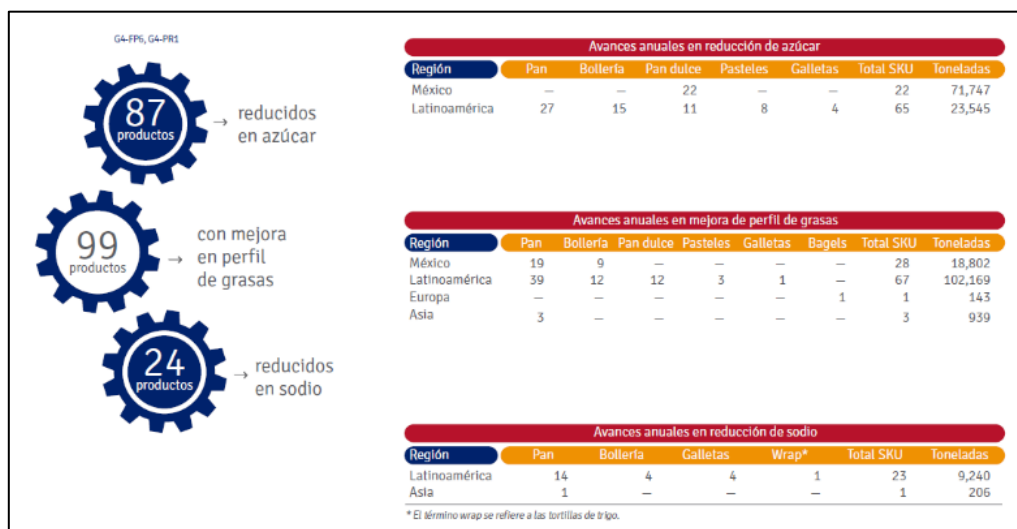 G4-FP6, G4-PR1
87
productos
reducidos
en azúcar
99
productos
con mejora
en perfil
de grasas
24
productos
reducidos
en sodio
Avances anuales en reducción de azúcar
Región Pan Bollería Pan dulce Pasteles Galletas Total SKU Toneladas
México — — 22 — — 22 71,747
Latinoamérica 27 15 11 8 4 65 23,545
Avances anuales en mejora de perfil de grasas
Región Pan Bollería Pan dulce Pasteles Galletas Bagels Total SKU Toneladas
México 19 9 — — — — 28 18,802
Latinoamérica 39 12 12 3 1 — 67 102,169
Europa — — — — — 1 1 143
Asia 3 — — — — — 3 939
Avances anuales en reducción de sodio
Región Pan Bollería Galletas Wrap* Total SKU Toneladas
Latinoamérica 14 4 4 1 23 9,240
Asia 1 — — — 1 206
* El término wrap se refiere a las tortillas de trigo.